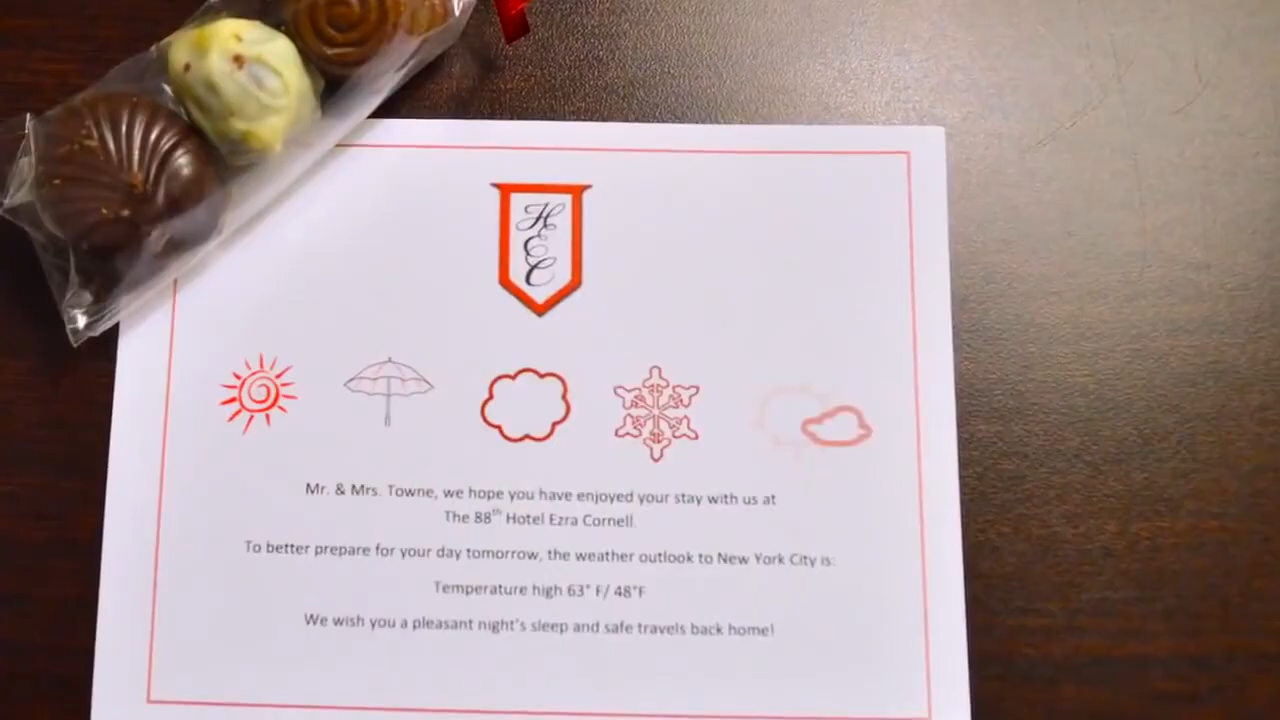 H
E
C
Mr. & Mrs. Towne, we hope you have enjoyed your stay with us at
The 88th Hotel Ezra Cornell.
To better prepare for your day tomorrow, the weather outlook to New York City is:
Temperature high 63° F/ 48°F
We wish you a pleasant night's sleep and safe travels back home!